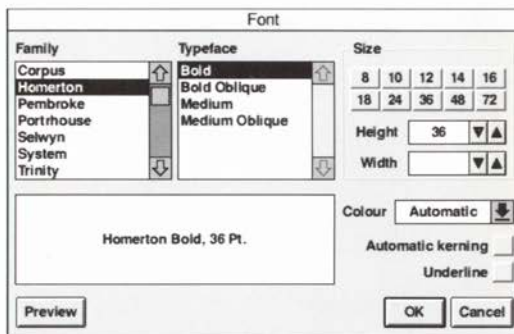 Font
Family
Typeface
Size
Corpus
Homerton
Pembroke
Portrhouse
Selwyn
System
Trinity
Bold
Bold Oblique
Medium
Medium Oblique
8 10 12 14 16
18 24 36 48 72
Height 36
Width
Homerton Bold, 36 Pt.
Colour Automatic
Automatic kerning
Underline
Preview
OK
Cancel